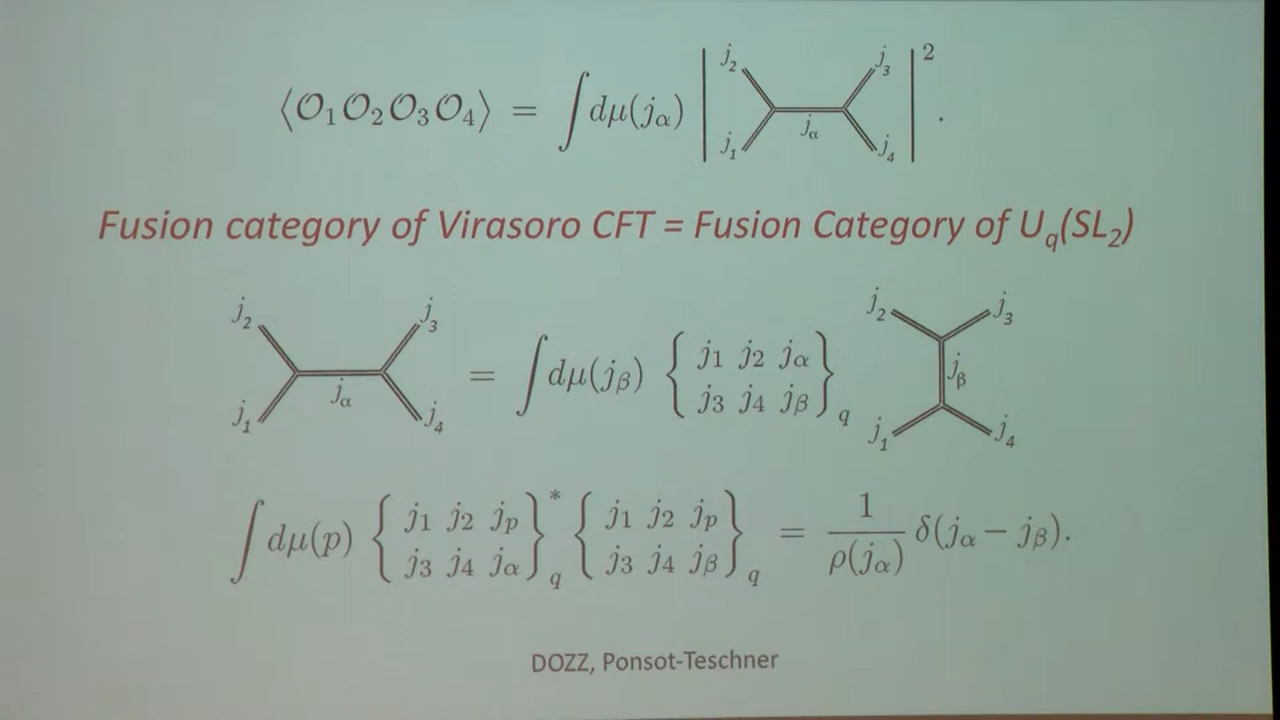 ⟨𝒪₁𝒪₂𝒪₃𝒪₄⟩ = ∫dμ(j_α) | j₂ j₁ j_α j₃ j₄ |² .
Fusion category of Virasoro CFT = Fusion Category of U_q(SL₂)
j₂ j₁ j_α j₃ j₄ = ∫dμ(j_β) { j₁ j₂ j_α / j₃ j₄ j_β }_q j₂ j₃ j_β j₁ j₄
∫dμ(p) { j₁ j₂ j_p / j₃ j₄ j_α }*_q { j₁ j₂ j_p / j₃ j₄ j_β }_q = 1/ρ(j_α) δ(j_α − j_β).
DOZZ, Ponsot-Teschner